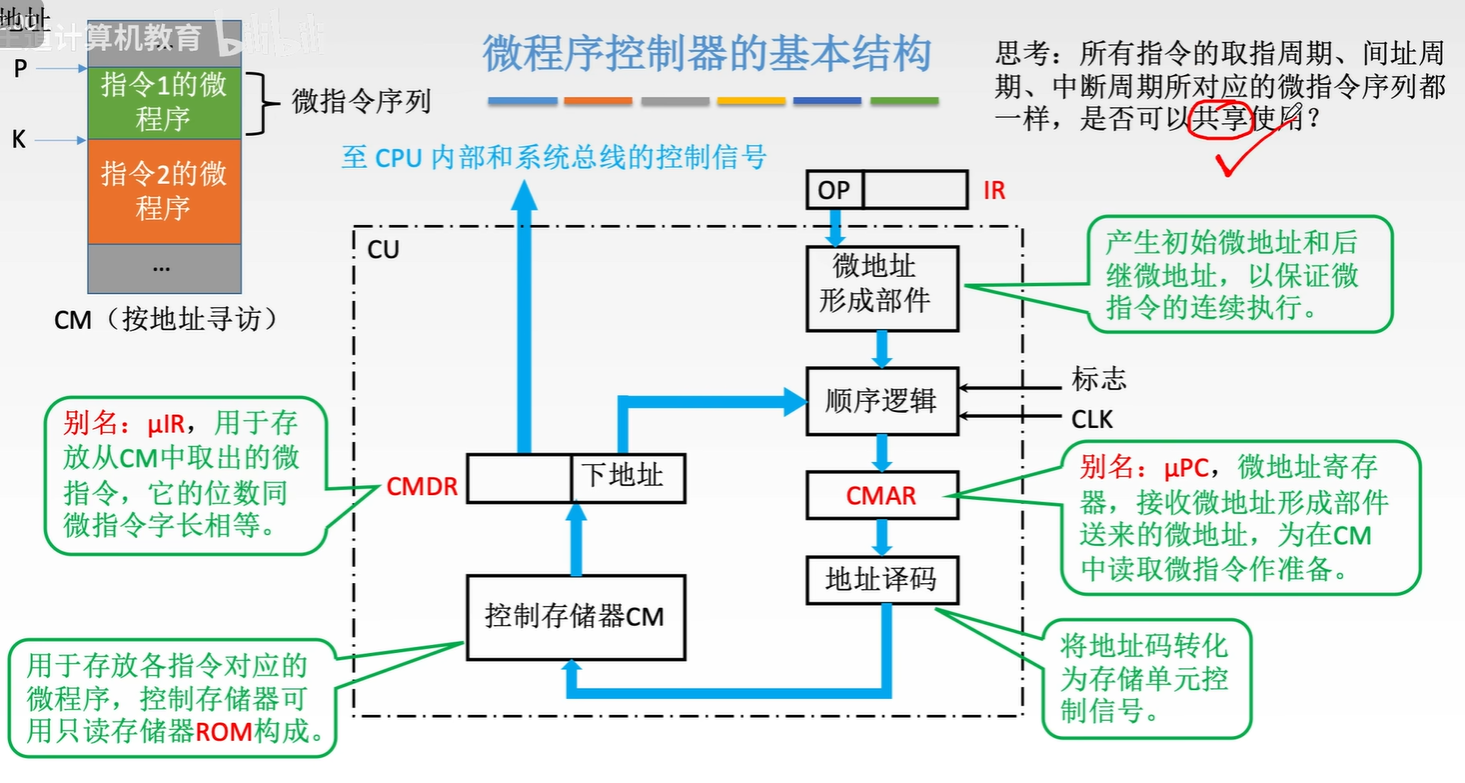 地址
计算机教育 bilibili
...
P
指令1的微
程序
微指令序列
K
指令2的微
程序
...
CM（按地址寻访）
微程序控制器的基本结构
思考：所有指令的取指周期、间址周
期、中断周期所对应的微指令序列都
一样，是否可以共享使用？
至 CPU 内部和系统总线的控制信号
OP
IR
CU
微地址
形成部件
产生初始微地址和后
继微地址，以保证微
指令的连续执行。
顺序逻辑
标志
CLK
别名：μIR，用于存
放从CM中取出的微
指令，它的位数同
微指令字长相等。
CMDR
下地址
CMAR
别名：μPC，微地址寄存
器，接收微地址形成部件
送来的微地址，为在CM
中读取微指令作准备。
地址译码
控制存储器CM
用于存放各指令对应的
微程序，控制存储器可
用只读存储器ROM构成。
将地址码转化
为存储单元控
制信号。